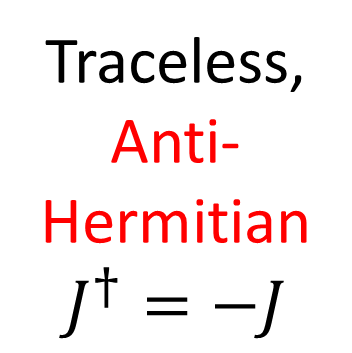 Traceless,
Anti-
Hermitian
J† = −J